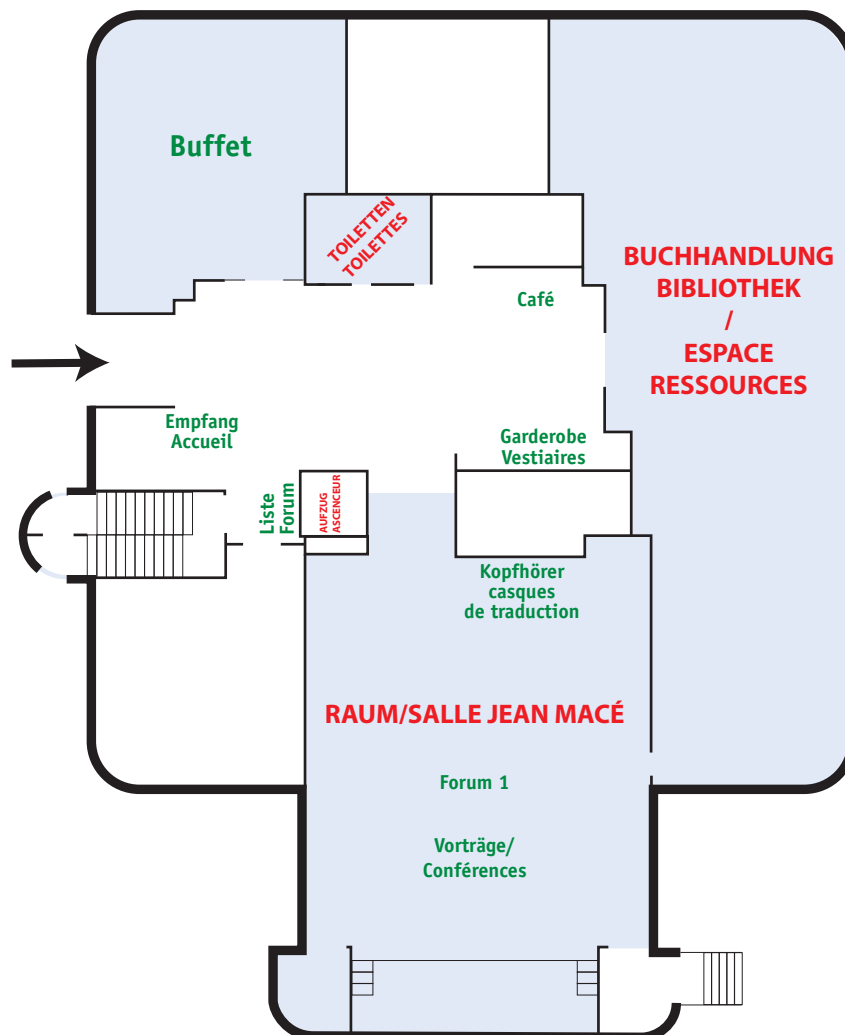 Buffet
TOILETTEN
TOILETTES
BUCHHANDLUNG
BIBLIOTHEK
/
ESPACE
RESSOURCES
Café
Empfang
Accueil
Garderobe
Vestiaires
Liste
Forum
AUFZUG
ASCENCEUR
Kopfhörer
casques
de traduction
RAUM/SALLE JEAN MACÉ
Forum 1
Vorträge/
Conférences